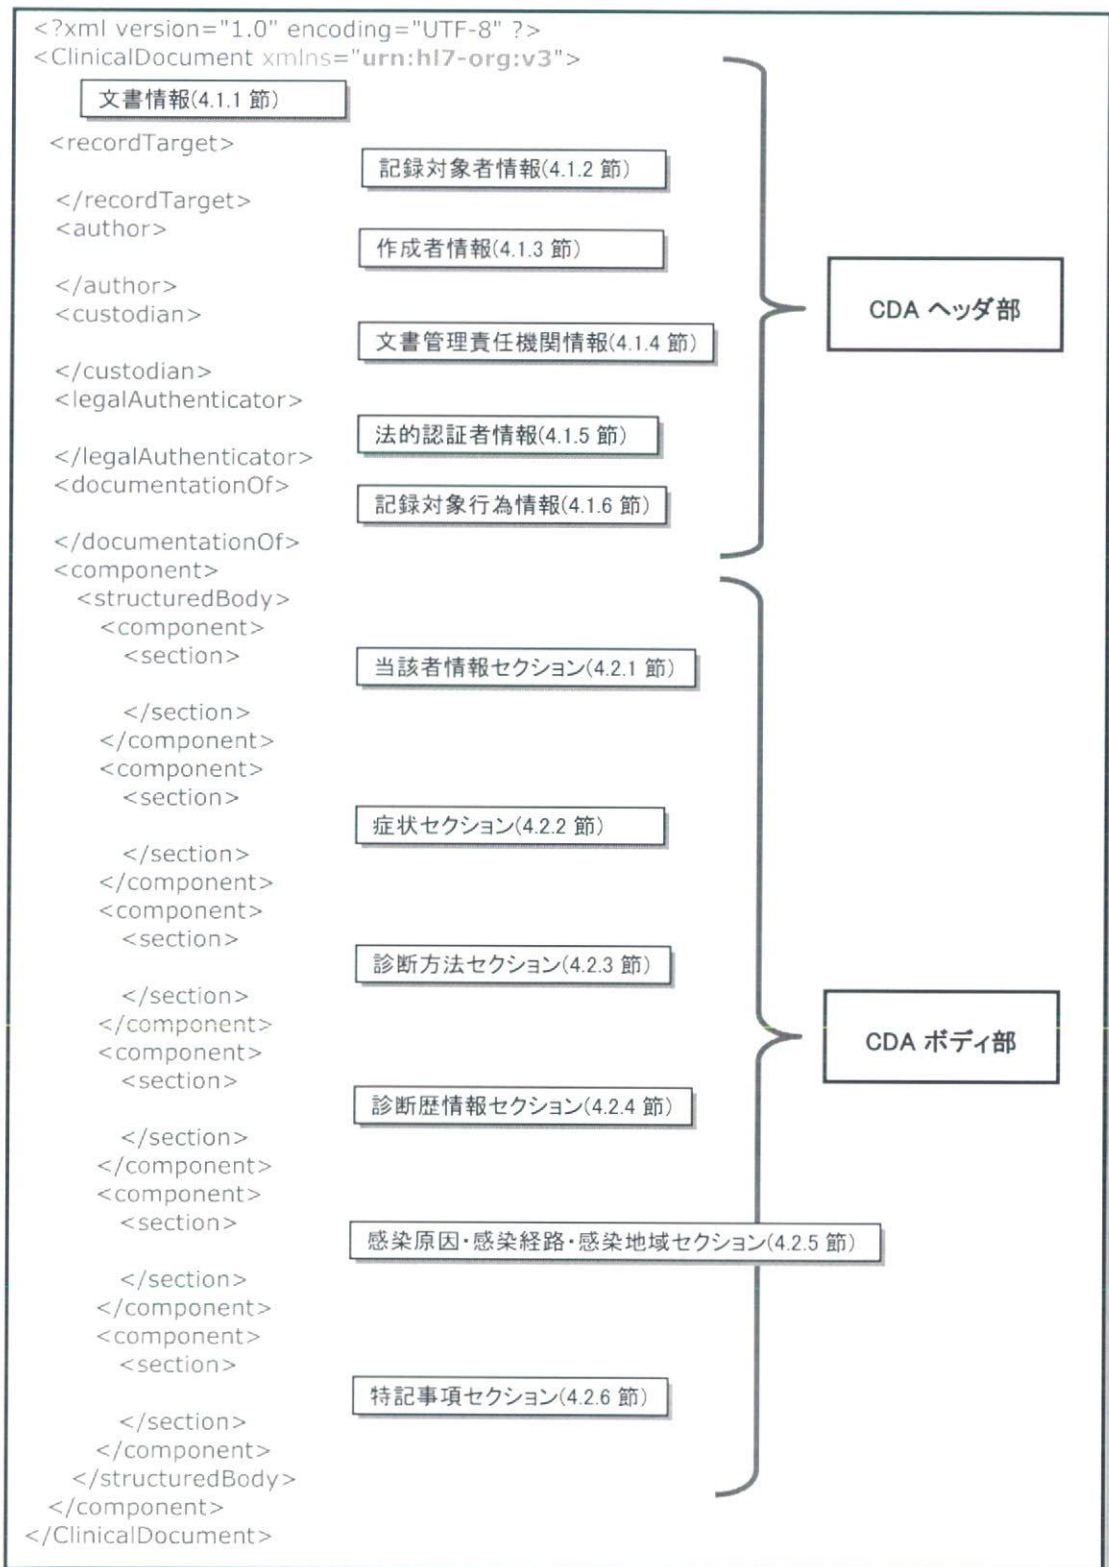 <?xml version="1.0" encoding="UTF-8" ?>
<ClinicalDocument xmlns="urn:hl7-org:v3">
文書情報(4.1.1 節)
<recordTarget>
記録対象者情報(4.1.2 節)
</recordTarget>
<author>
作成者情報(4.1.3 節)
</author>
<custodian>
文書管理責任機関情報(4.1.4 節)
</custodian>
<legalAuthenticator>
法的認証者情報(4.1.5 節)
</legalAuthenticator>
<documentationOf>
記録対象行為情報(4.1.6 節)
</documentationOf>
CDA ヘッダ部
<component>
<structuredBody>
<component>
<section>
当該者情報セクション(4.2.1 節)
</section>
</component>
<component>
<section>
症状セクション(4.2.2 節)
</section>
</component>
<component>
<section>
診断方法セクション(4.2.3 節)
</section>
</component>
<component>
<section>
診断歴情報セクション(4.2.4 節)
</section>
</component>
<component>
<section>
感染原因・感染経路・感染地域セクション(4.2.5 節)
</section>
</component>
<component>
<section>
特記事項セクション(4.2.6 節)
</section>
</component>
</structuredBody>
</component>
</ClinicalDocument>
CDA ボディ部